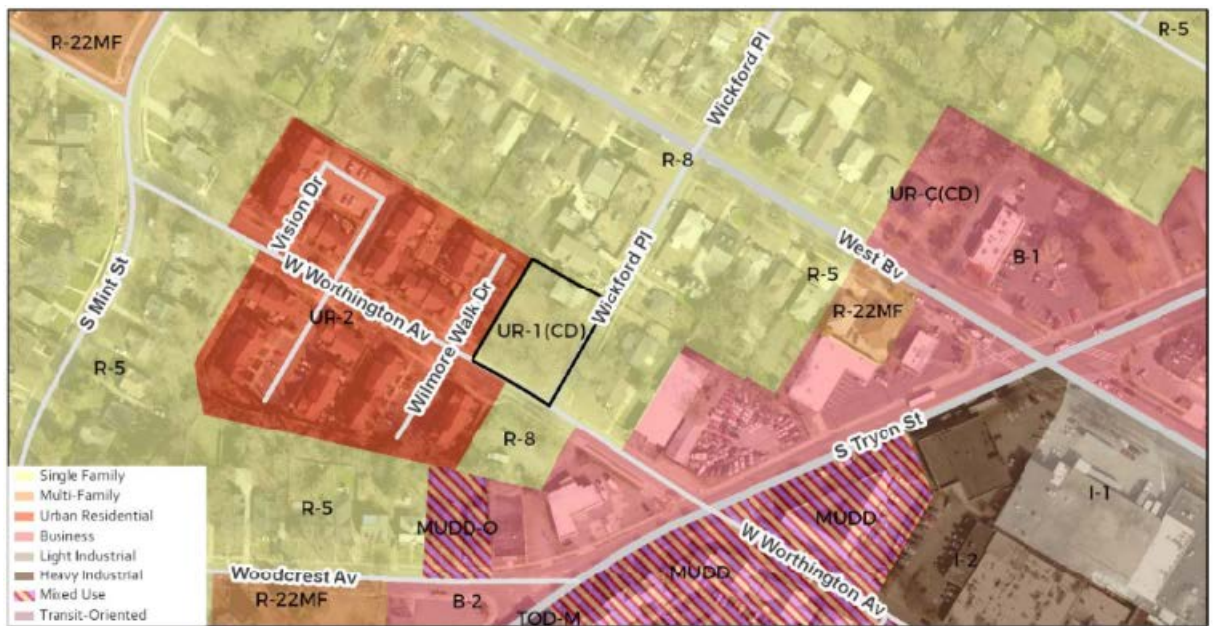 R-22MF
R-5
Wickford Pl
R-8
Vision Dr
UR-C(CD)
S Mint St
W Worthington Av
Wickford Pl
West Bv
B-1
Wilmore Walk Dr
R-5
UR-1(CD)
R-22MF
UR-2
R-5
R-8
S Tryon St
I-1
Single Family
Multi-Family
Urban Residential
Business
Light Industrial
Heavy Industrial
Mixed Use
Transit-Oriented
R-5
MUDD-O
MUDD
I-2
MUDD
W Worthington Av
Woodcrest Av
R-22MF
B-2
TOD-M